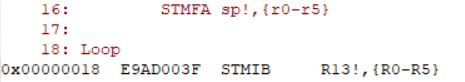 16:          STMFA sp!,{r0-r5}
17:
18: Loop
0x00000018  E9AD003F  STMIB     R13!,{R0-R5}